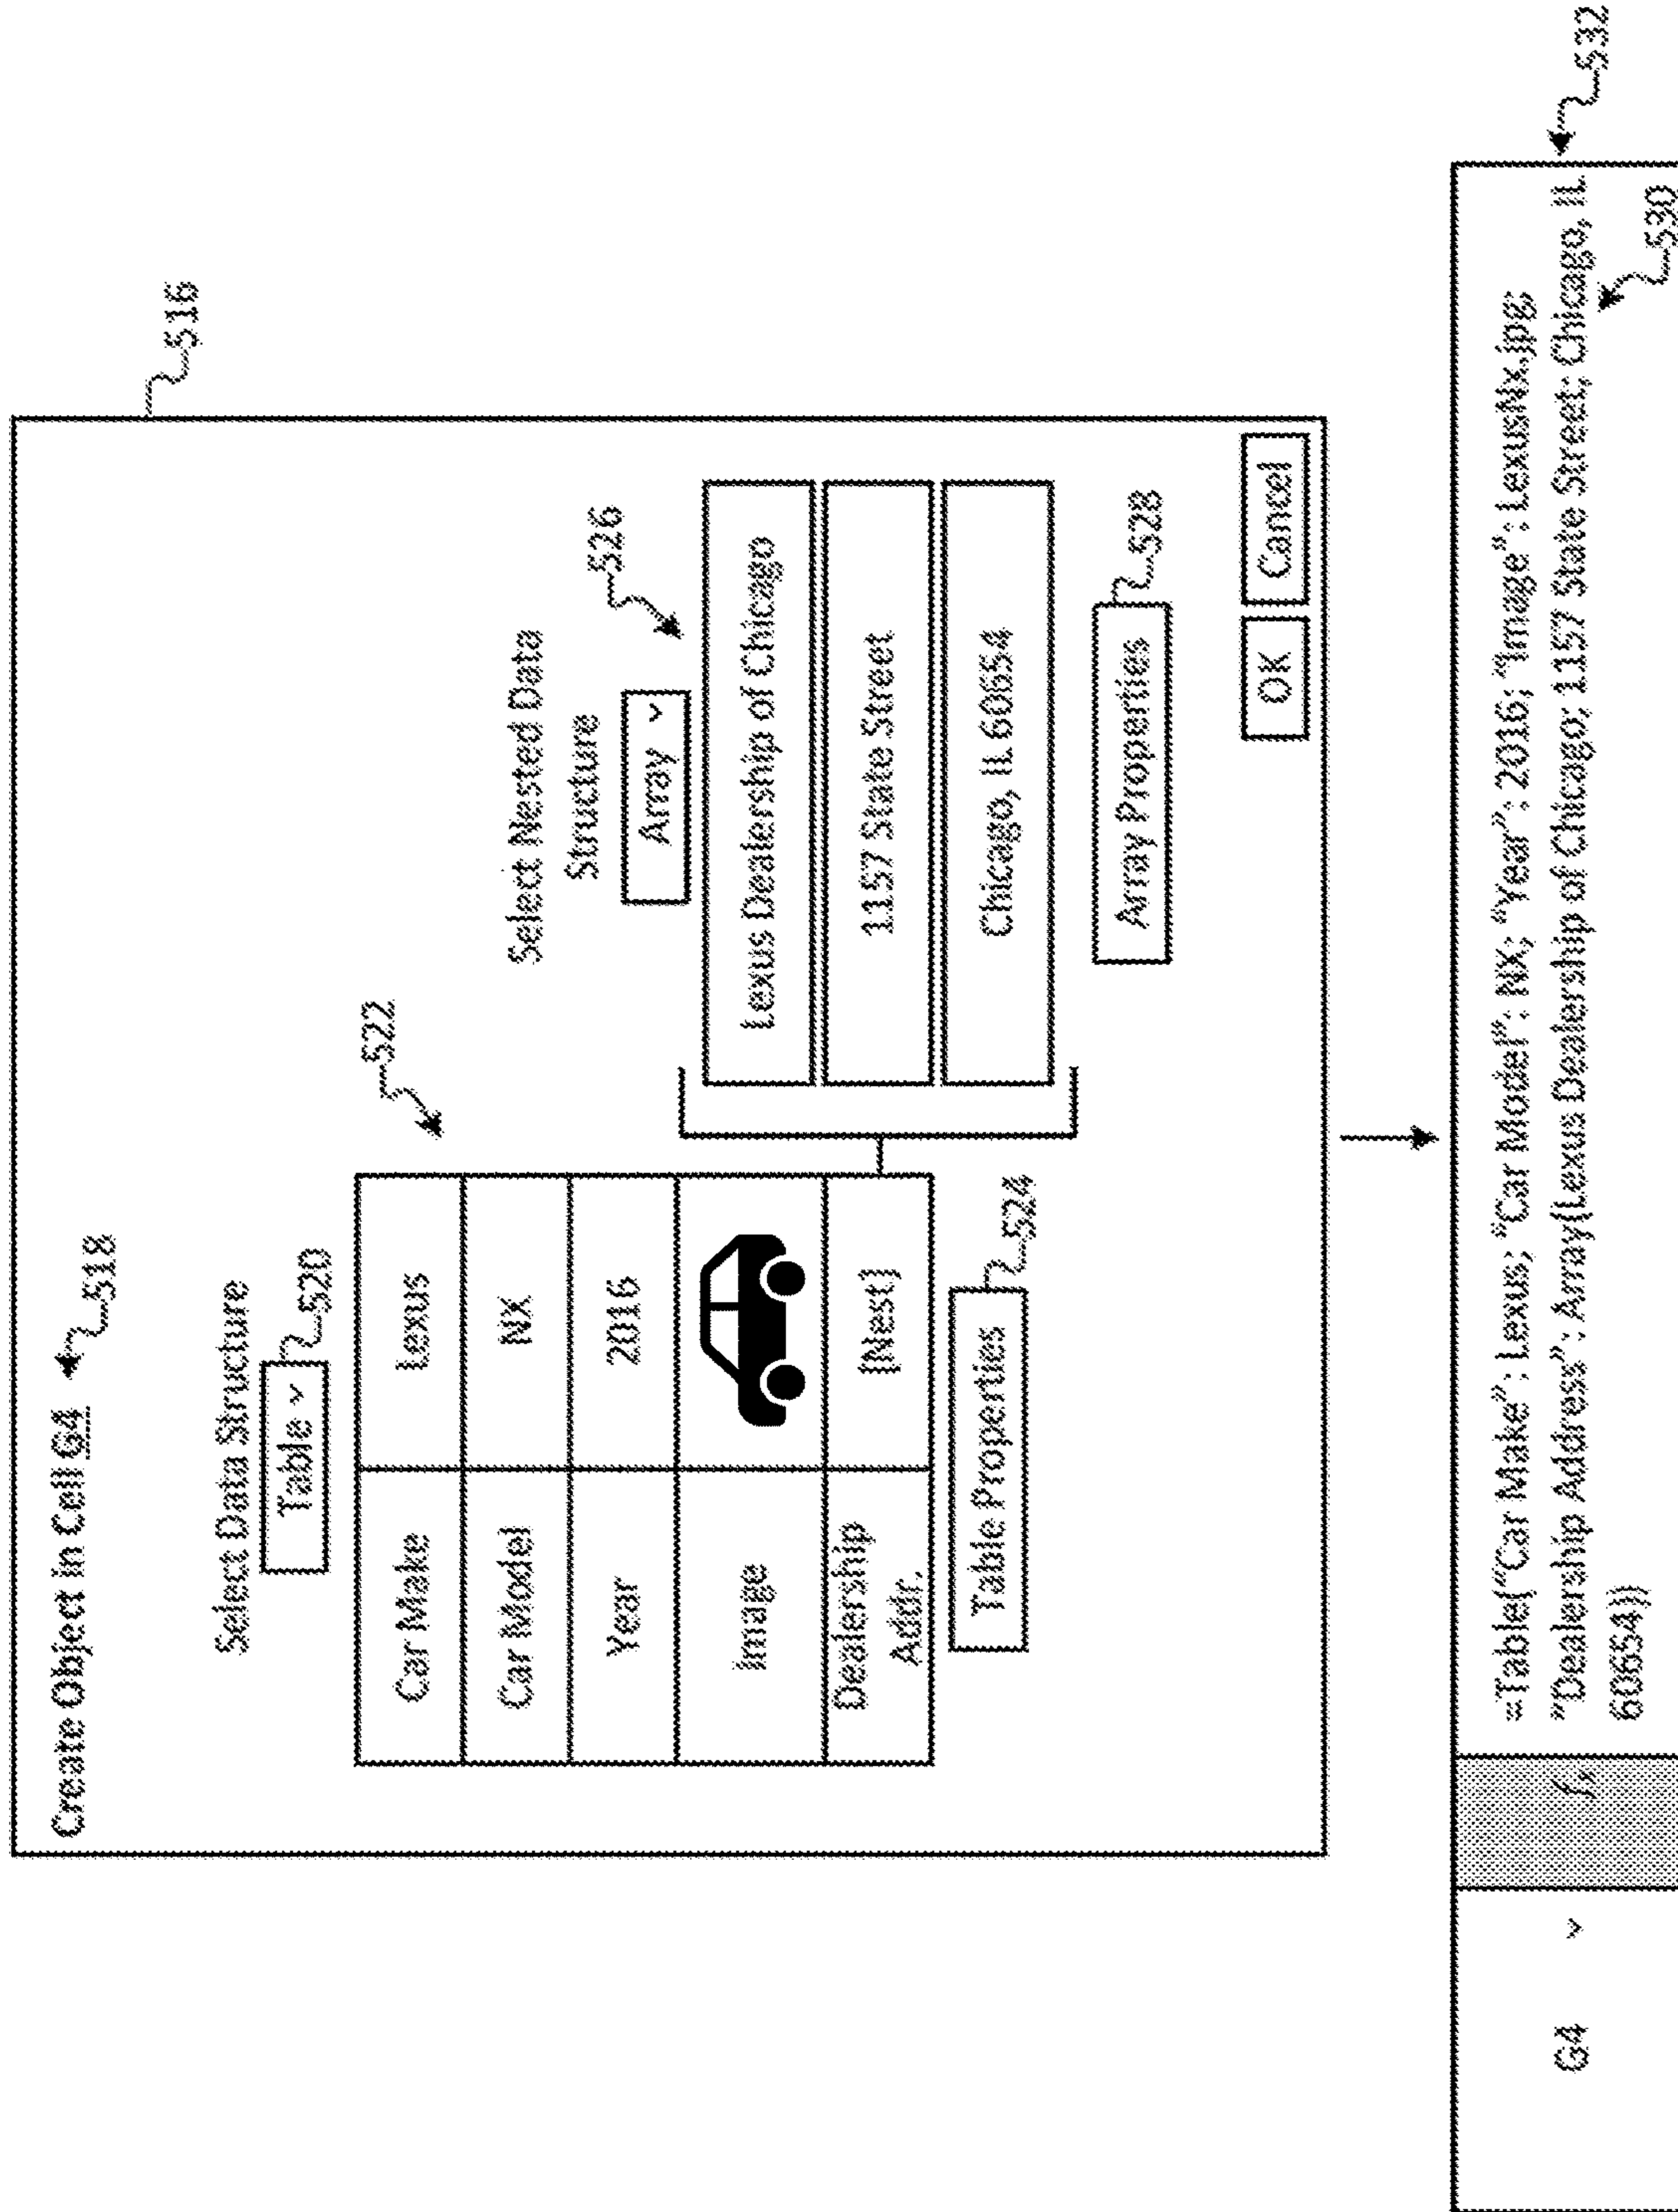 516
Create Object in Cell G4
518
Select Data Structure
Table
520
522
Car Make
Lexus
Car Model
NX
Year
2016
Image
Dealership
Addr.
[Nest]
Table Properties
524
Select Nested Data
Structure
Array
526
Lexus Dealership of Chicago
1157 State Street
Chicago, IL 60654
Array Properties
528
OK
Cancel
G4
fx
=Table(“Car Make”: Lexus; “Car Model”: NX; “Year”: 2016; “Image”: LexusNx.jpg;
“Dealership Address”: Array(Lexus Dealership of Chicago; 1157 State Street; Chicago, IL
60654))
530
532